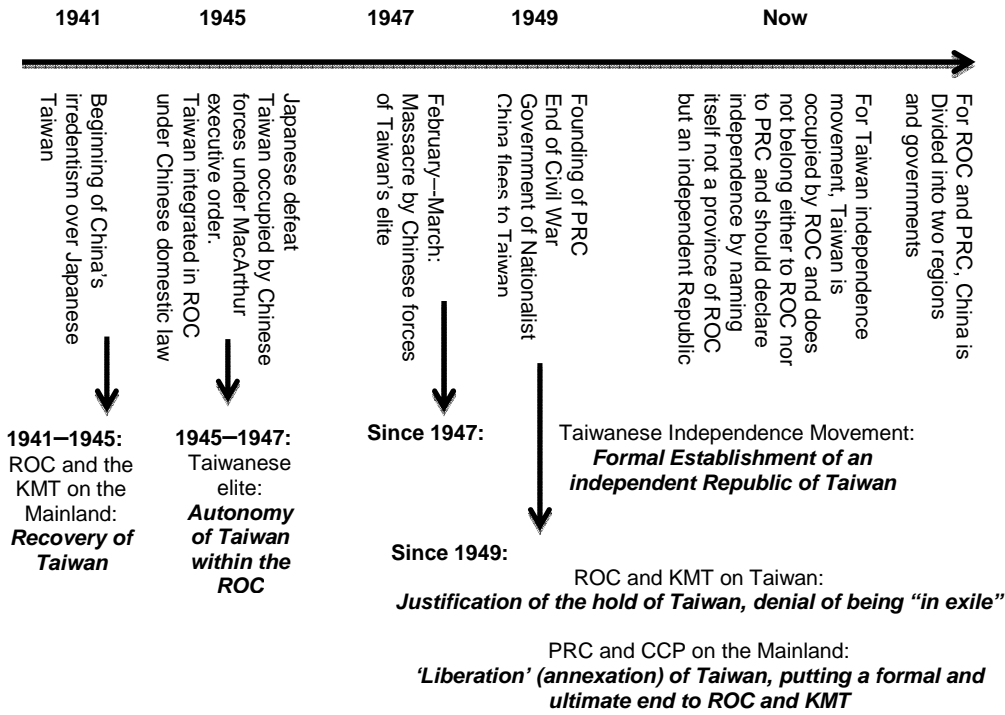 1941
1945
1947
1949
Now
Beginning of China's
irredentism over Japanese
Taiwan
Japanese defeat
Taiwan occupied by Chinese
forces under MacArthur
executive order.
Taiwan integrated in ROC
under Chinese domestic law
February—-March:
Massacre by Chinese forces
of Taiwan's elite
Founding of PRC
End of Civil War
Government of Nationalist
China flees to Taiwan
For Taiwan independence
movement, Taiwan is
occupied by ROC and does
not belong either to ROC nor
to PRC and should declare
independence by naming
itself not a province of ROC
but an independent Republic
For ROC and PRC, China is
Divided into two regions
and governments
1941–1945:
ROC and the
KMT on the
Mainland:
Recovery of
Taiwan
1945–1947:
Taiwanese
elite:
Autonomy
of Taiwan
within the
ROC
Since 1947:
Taiwanese Independence Movement:
Formal Establishment of an
independent Republic of Taiwan
Since 1949:
ROC and KMT on Taiwan:
Justification of the hold of Taiwan, denial of being "in exile"
PRC and CCP on the Mainland:
'Liberation' (annexation) of Taiwan, putting a formal and
ultimate end to ROC and KMT